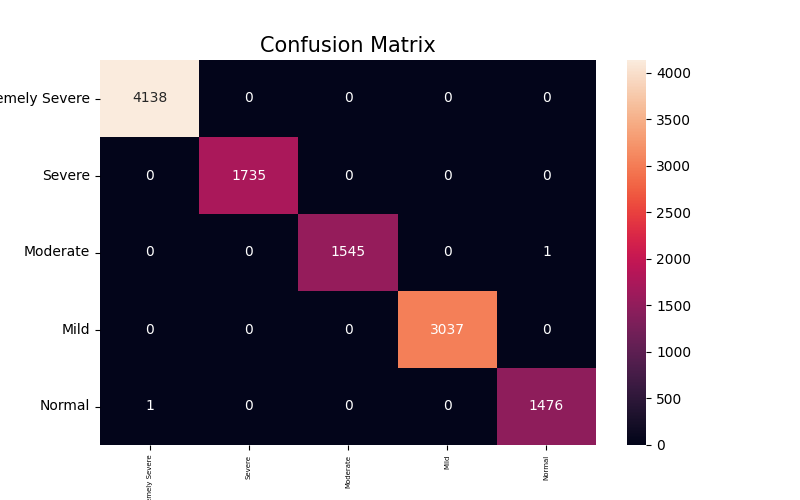 Confusion Matrix
emely Severe 4138 0 0 0 0
Severe 0 1735 0 0 0
Moderate 0 0 1545 0 1
Mild 0 0 0 3037 0
Normal 1 0 0 0 1476
emely Severe Severe Moderate Mild Normal
4000
3500
3000
2500
2000
1500
1000
500
0